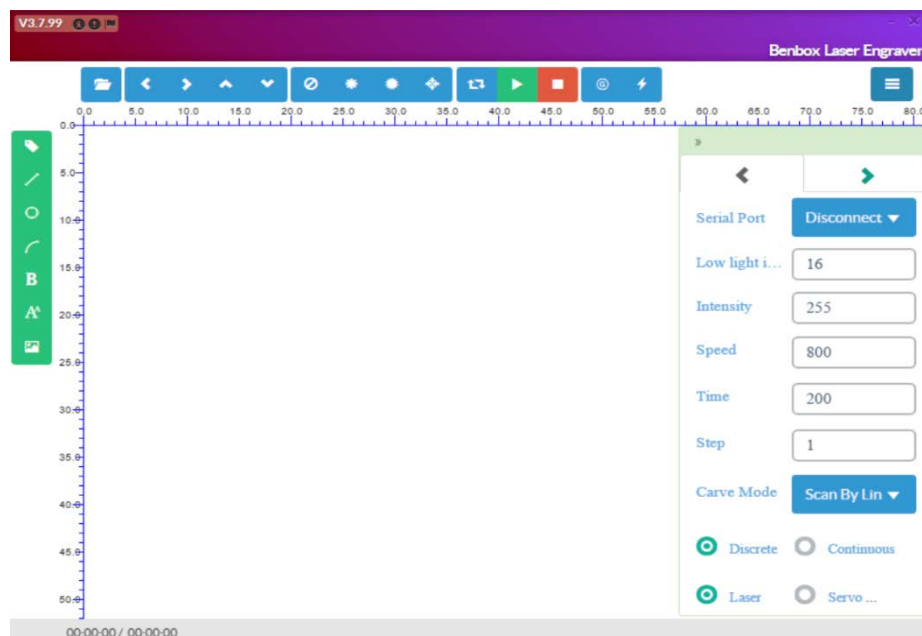 V3.7.99
Benbox Laser Engraver
0.0 5.0 10.0 15.0 20.0 25.0 30.0 35.0 40.0 45.0 50.0 55.0 60.0 65.0 70.0 75.0 80.0
0.0
5.0
10.0
15.0
20.0
25.0
30.0
35.0
40.0
45.0
50.0
B
A
Serial Port Disconnect
Low light i... 16
Intensity 255
Speed 800
Time 200
Step 1
Carve Mode Scan By Lin
Discrete Continuous
Laser Servo ...
00:00:00 / 00:00:00